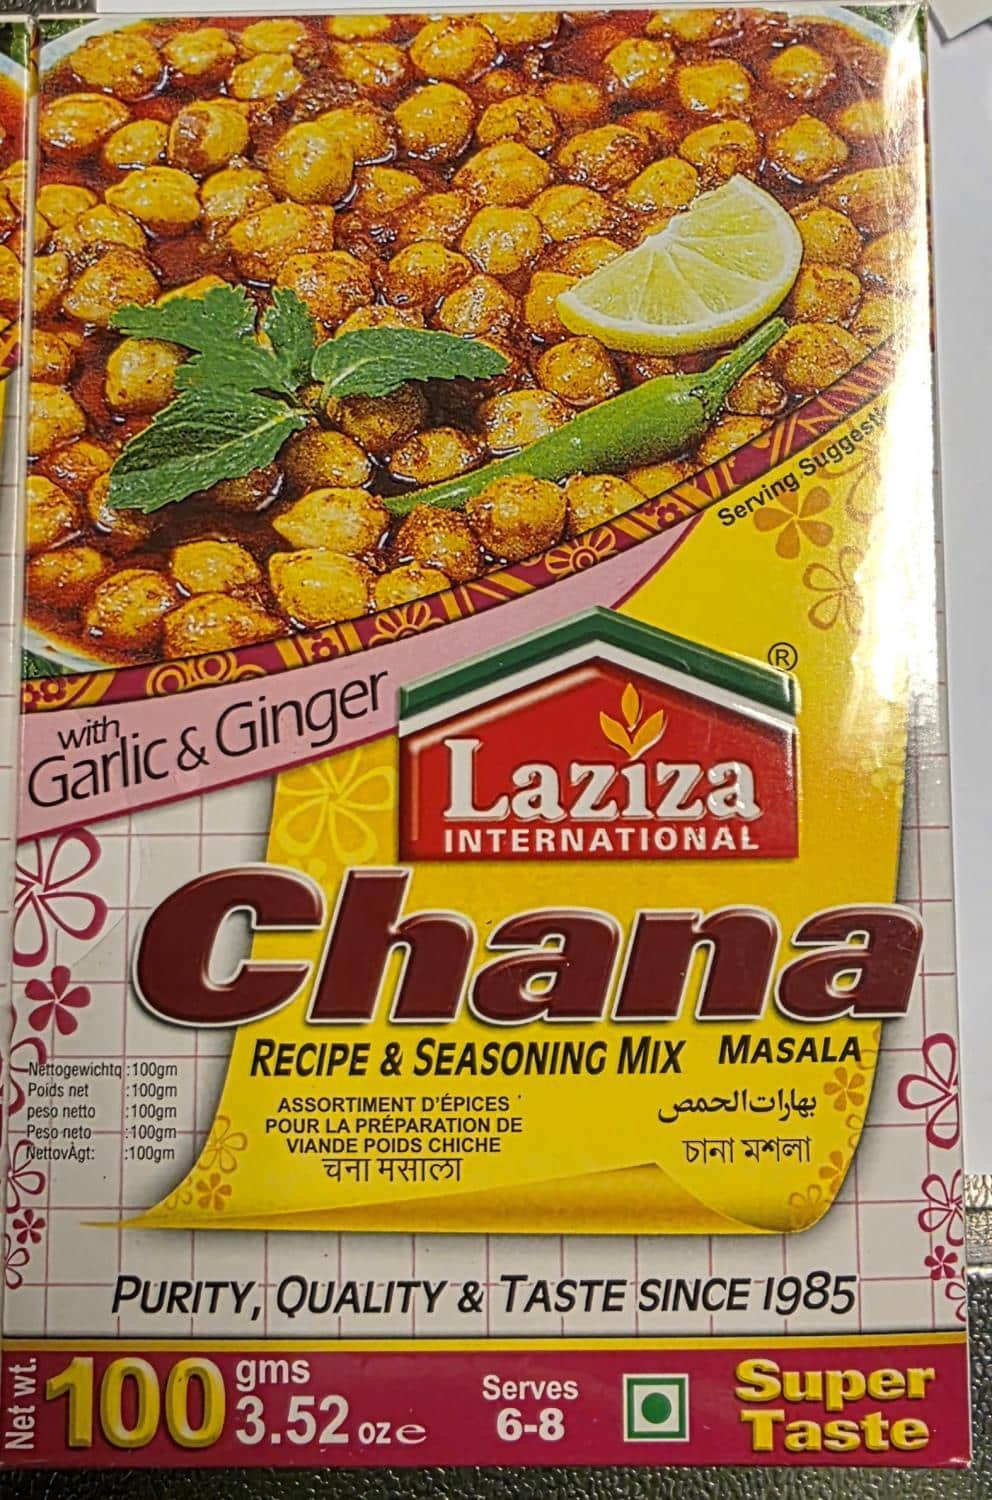 Serving Suggest
with
Garlic & Ginger
®
Laziza
INTERNATIONAL
Chana
RECIPE & SEASONING MIX MASALA
ASSORTIMENT D'ÉPICES
POUR LA PRÉPARATION DE
VIANDE POIDS CHICHE
चना मसाला
بهارات الحمص
চানা মশলা
Nettogewichtq :100gm
Poids net :100gm
peso netto :100gm
Peso neto :100gm
NettovÀgt: :100gm
PURITY, QUALITY & TASTE SINCE 1985
Net wt.
100 gms
3.52 oz e
Serves
6-8
Super
Taste